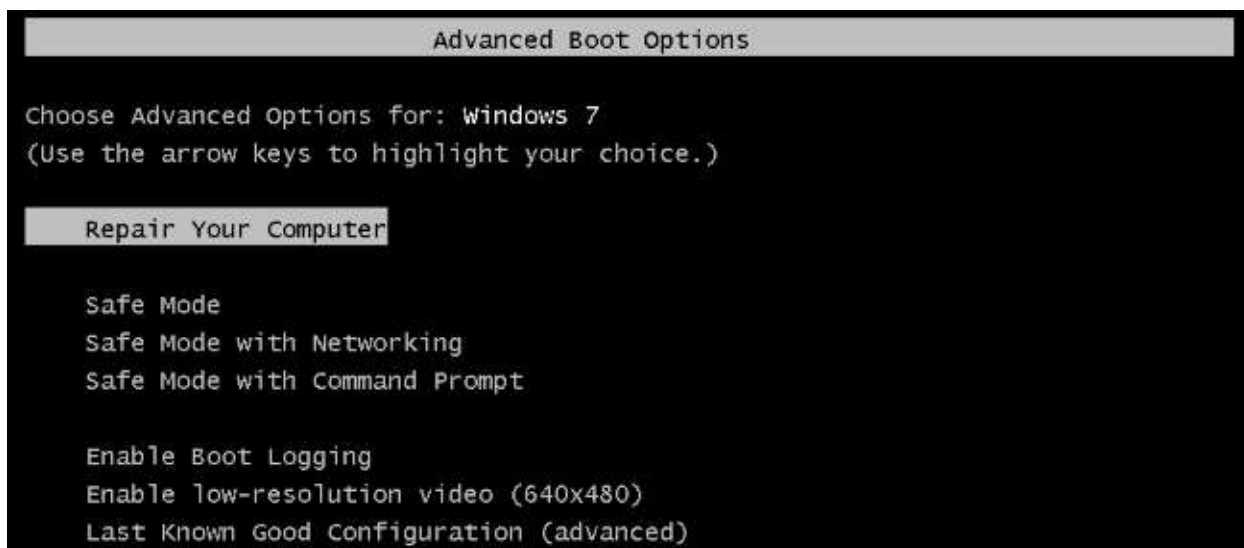 Advanced Boot Options
Choose Advanced Options for: Windows 7
(Use the arrow keys to highlight your choice.)
Repair Your Computer
Safe Mode
Safe Mode with Networking
Safe Mode with Command Prompt
Enable Boot Logging
Enable low-resolution video (640x480)
Last Known Good Configuration (advanced)